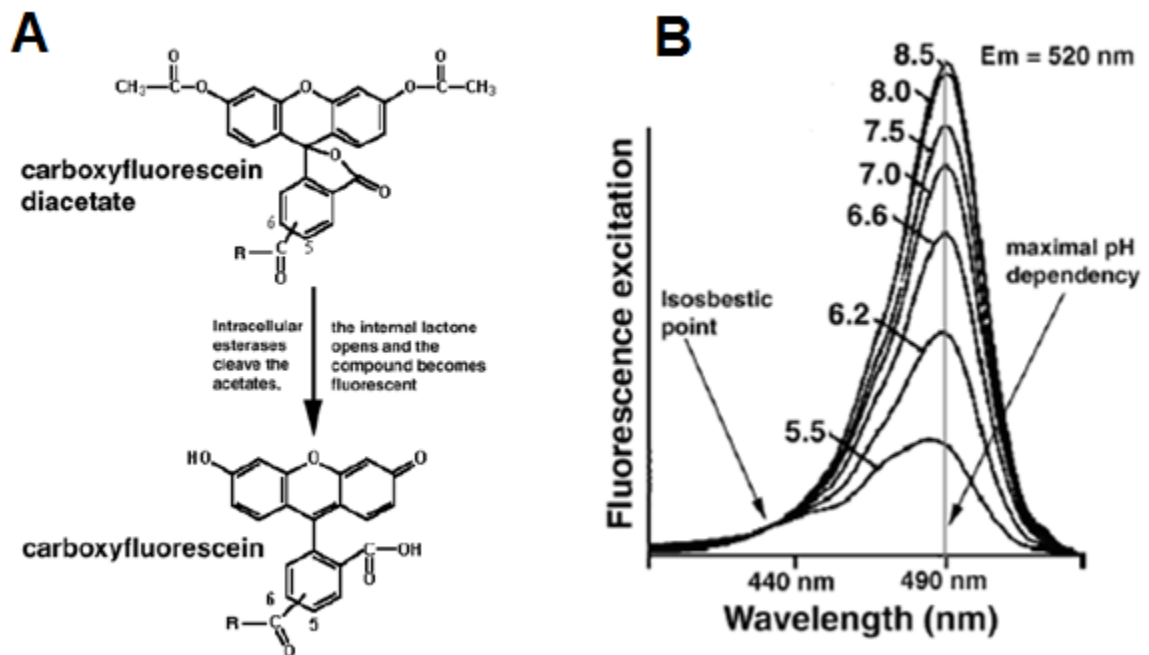 A
O
C
CH₃
O
O
O
C
CH₃
O
O
carboxyfluorescein
diacetate
6
5
R
C
O
Intracellular
esterases
cleave the
acetates.
the internal lactone
opens and the
compound becomes
fluorescent
HO
O
O
carboxyfluorescein
C
OH
O
6
5
R
C
O
B
Em = 520 nm
8.5
8.0
7.5
7.0
6.6
6.2
5.5
maximal pH
dependency
Isosbestic
point
Fluorescence excitation
440 nm
490 nm
Wavelength (nm)